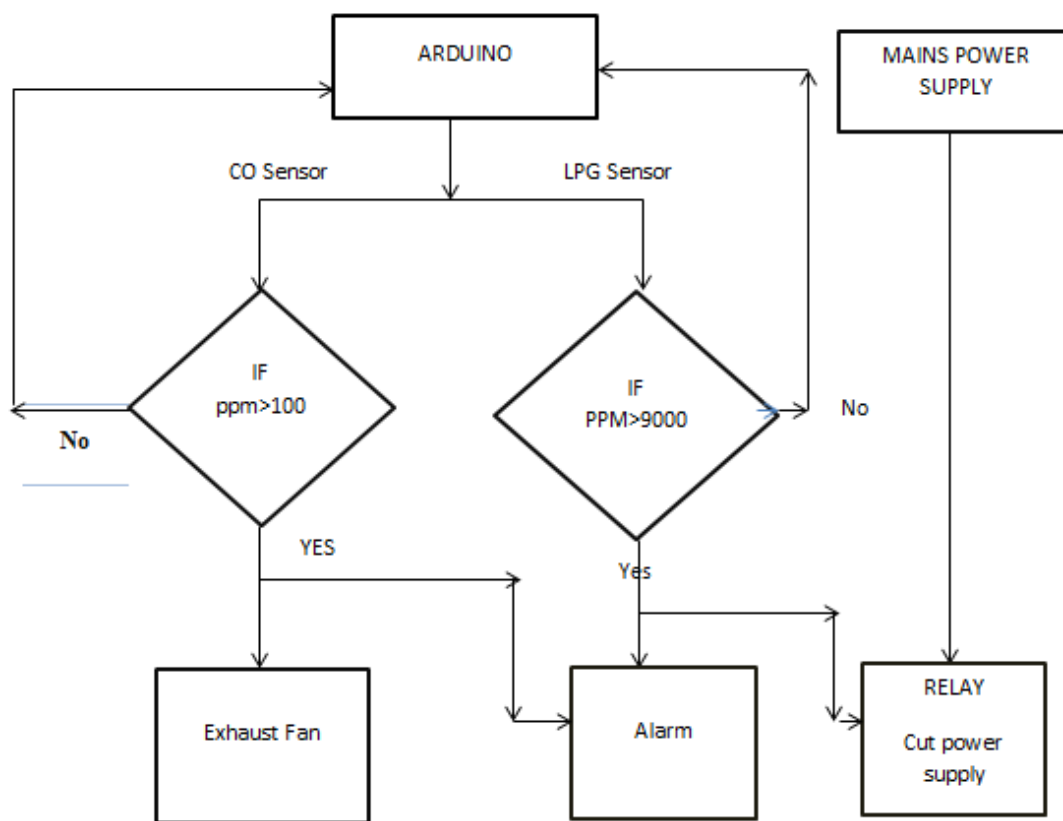 ARDUINO
MAINS POWER
SUPPLY
CO Sensor
LPG Sensor
IF
ppm>100
IF
PPM>9000
No
No
YES
Yes
Exhaust Fan
Alarm
RELAY
Cut power
supply